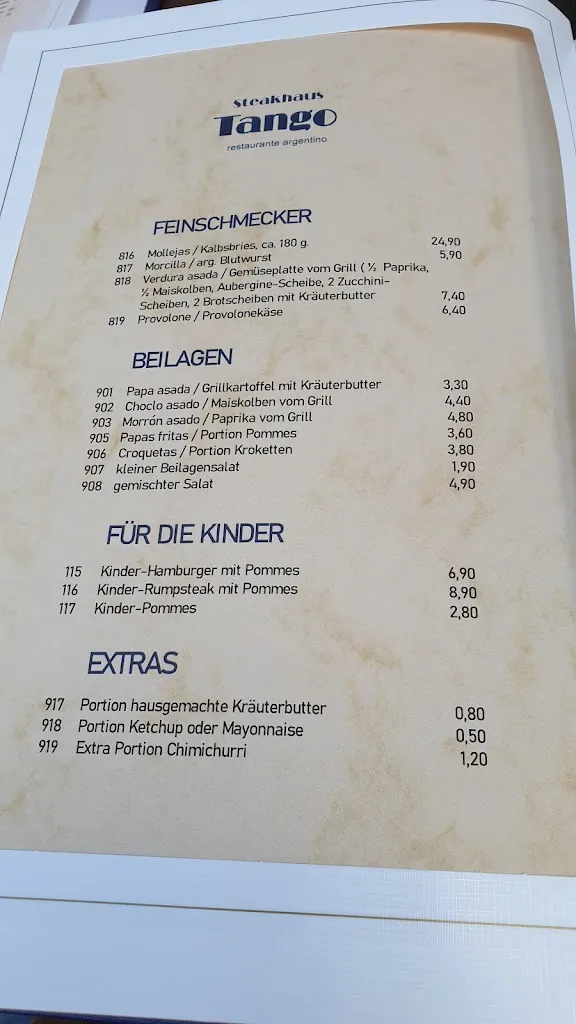 steakhaus
Tango
restaurante argentino
FEINSCHMECKER
816 Mollejas / Kalbsbries, ca. 180 g. 24,90
817 Morcilla / arg. Blutwurst 5,90
818 Verdura asada / Gemüseplatte vom Grill ( ½ Paprika,
½ Maiskolben, Aubergine-Scheibe, 2 Zucchini-
Scheiben, 2 Brotscheiben mit Kräuterbutter 7,40
819 Provolone / Provolonekäse 6,40
BEILAGEN
901 Papa asada / Grillkartoffel mit Kräuterbutter 3,30
902 Choclo asado / Maiskolben vom Grill 4,40
903 Morrón asado / Paprika vom Grill 4,80
905 Papas fritas / Portion Pommes 3,60
906 Croquetas / Portion Kroketten 3,80
907 kleiner Beilagensalat 1,90
908 gemischter Salat 4,90
FÜR DIE KINDER
115 Kinder-Hamburger mit Pommes 6,90
116 Kinder-Rumpsteak mit Pommes 8,90
117 Kinder-Pommes 2,80
EXTRAS
917 Portion hausgemachte Kräuterbutter 0,80
918 Portion Ketchup oder Mayonnaise 0,50
919 Extra Portion Chimichurri 1,20